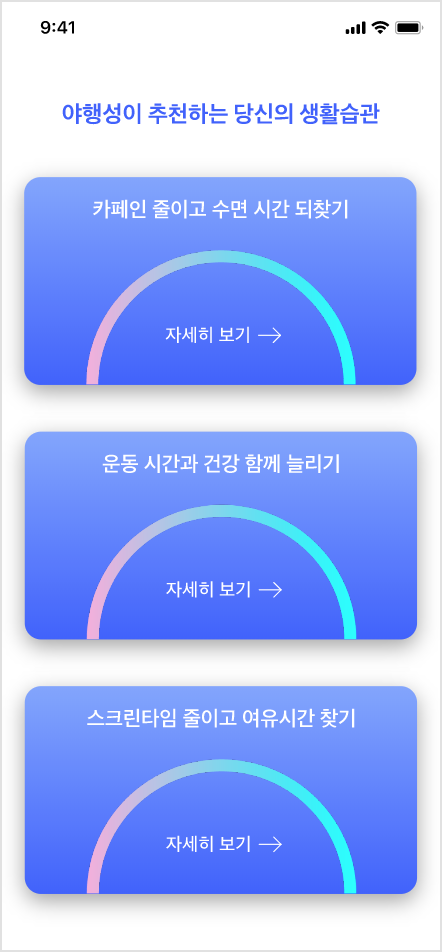 9:41
야행성이 추천하는 당신의 생활습관
카페인 줄이고 수면 시간 되찾기
자세히 보기
운동 시간과 건강 함께 늘리기
자세히 보기
스크린타임 줄이고 여유시간 찾기
자세히 보기